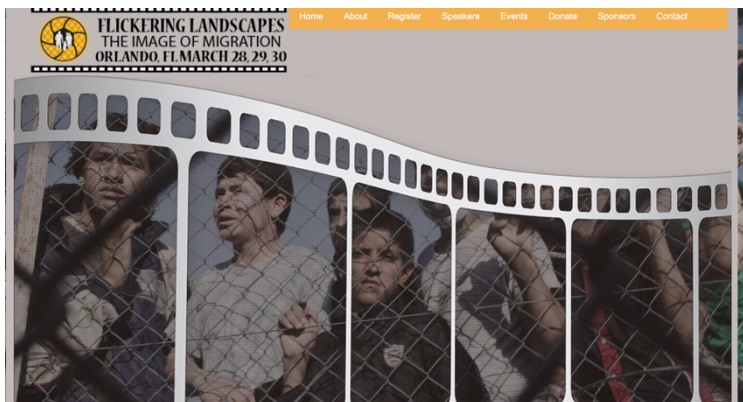 FLICKERING LANDSCAPES
THE IMAGE OF MIGRATION
ORLANDO, FL MARCH 28, 29, 30
Home About Register Speakers Events Donate Sponsors Contact